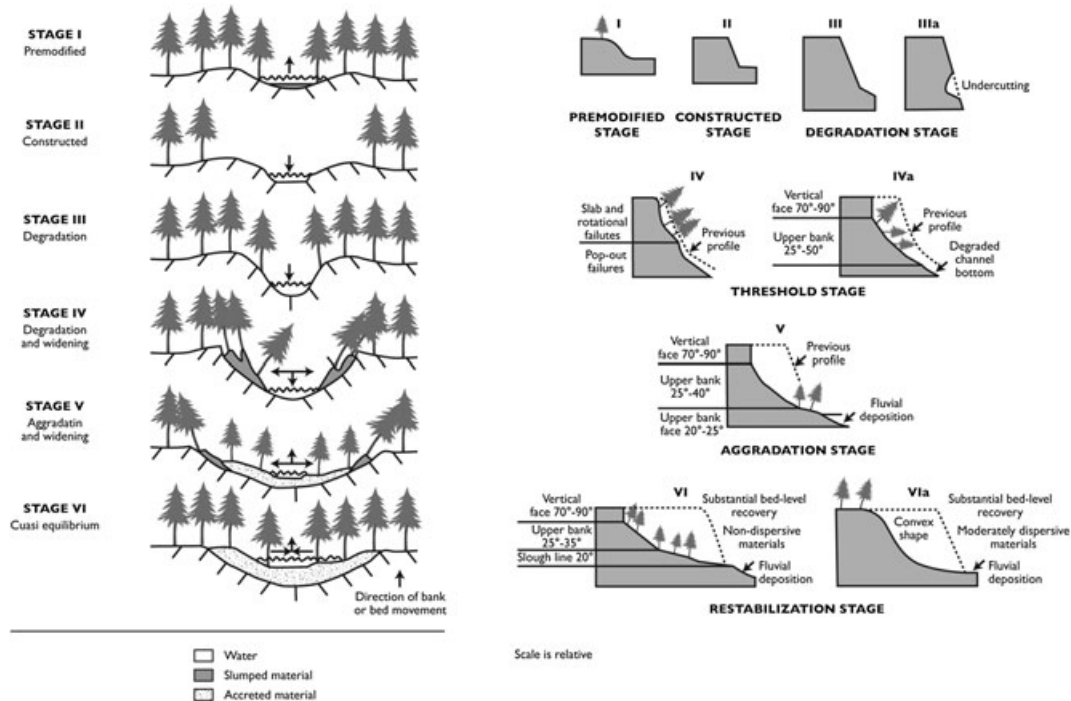 STAGE I
Premodified
STAGE II
Constructed
STAGE III
Degradation
STAGE IV
Degradation
and widening
STAGE V
Aggradatin
and widening
STAGE VI
Cuasi equilibrium
Direction of bank
or bed movement
Water
Slumped material
Accreted material
I
II
III
IIIa
Undercutting
PREMODIFIED
STAGE
CONSTRUCTED
STAGE
DEGRADATION STAGE
IV
Slab and
rotational
failutes
Pop-out
failures
Previous
profile
IVa
Vertical
face 70°-90°
Upper bank
25°-50°
Previous
profile
Degraded
channel
bottom
THRESHOLD STAGE
V
Vertical
face 70°-90°
Upper bank
25°-40°
Upper bank
face 20°-25°
Previous
profile
Fluvial
deposition
AGGRADATION STAGE
VI
Vertical
face 70°-90°
Upper bank
25°-35°
Slough line 20°
Substantial bed-level
recovery
Non-dispersive
materials
Fluvial
deposition
VIa
Convex
shape
Substantial bed-level
recovery
Moderately dispersive
materials
Fluvial
deposition
RESTABILIZATION STAGE
Scale is relative